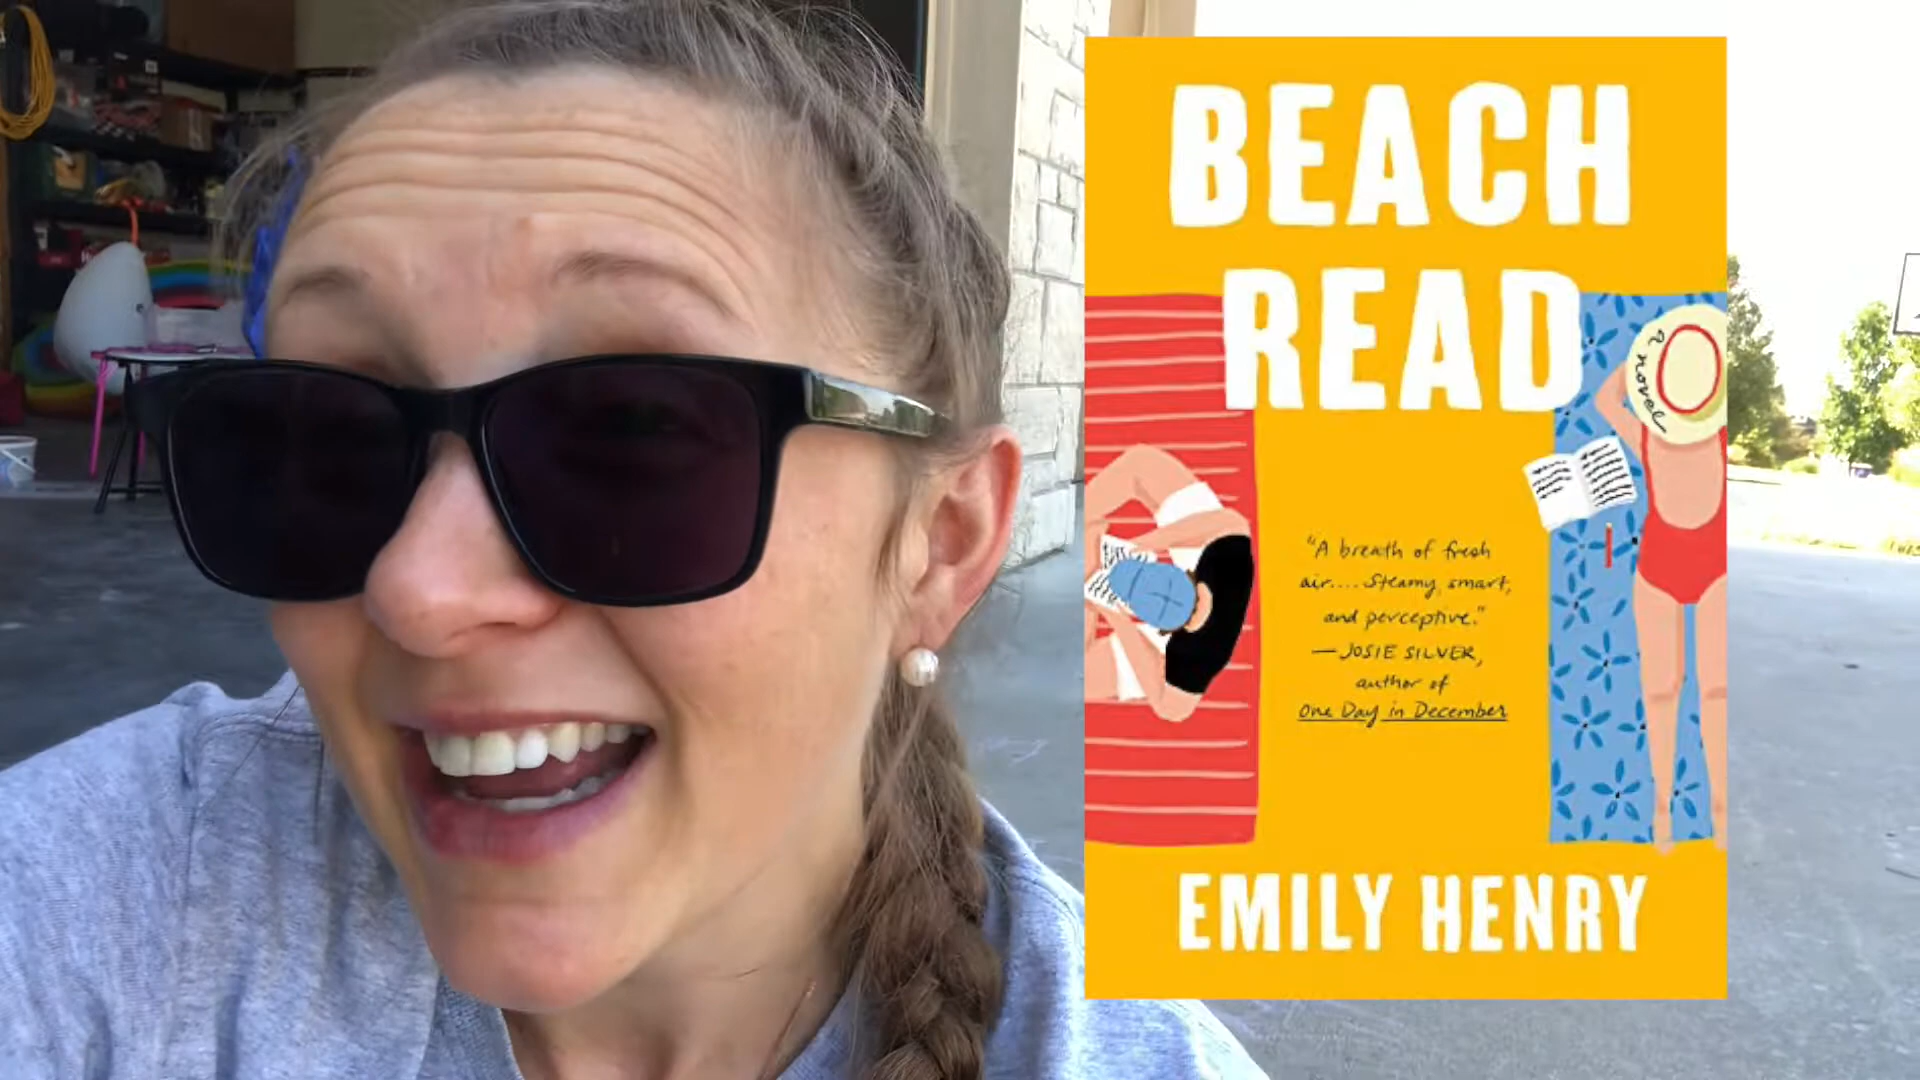 BEACH
READ
a novel
"A breath of fresh
air.... Steamy, smart,
and perceptive."
—JOSIE SILVER,
author of
One Day in December
EMILY HENRY